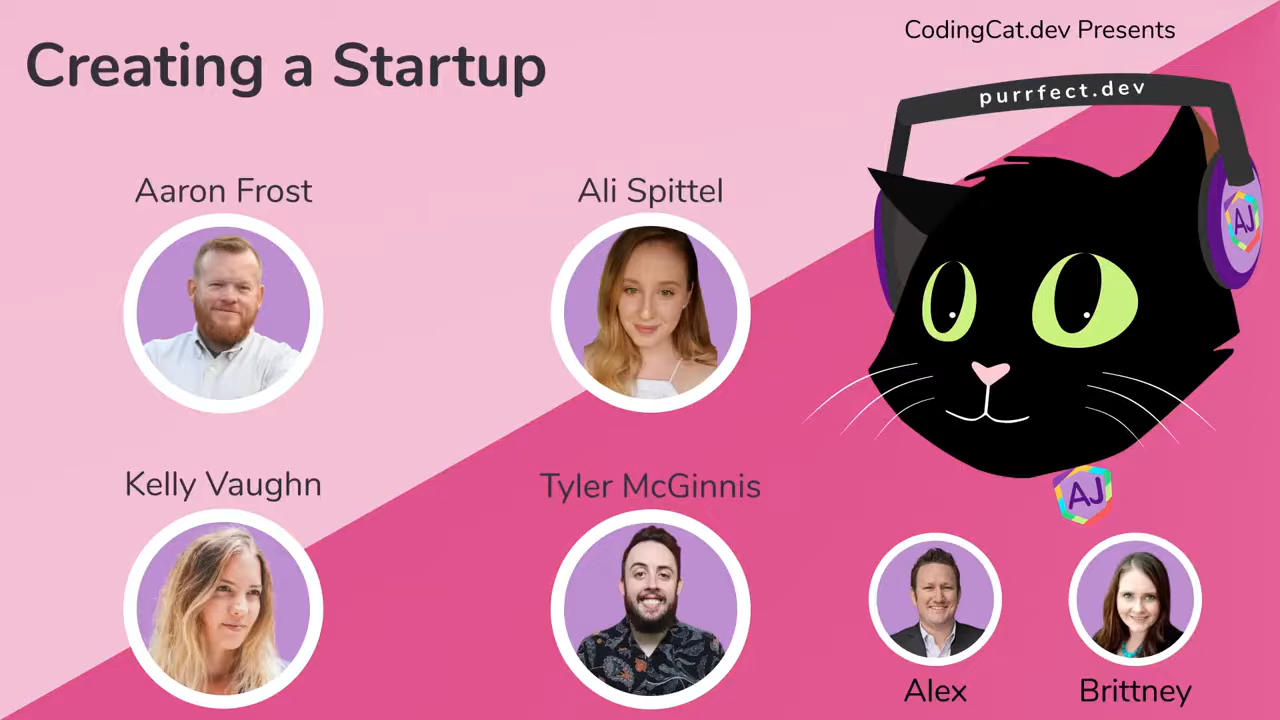 Creating a Startup
CodingCat.dev Presents
purrfect.dev
AJ
Aaron Frost
Ali Spittel
Kelly Vaughn
Tyler McGinnis
AJ
Alex
Brittney